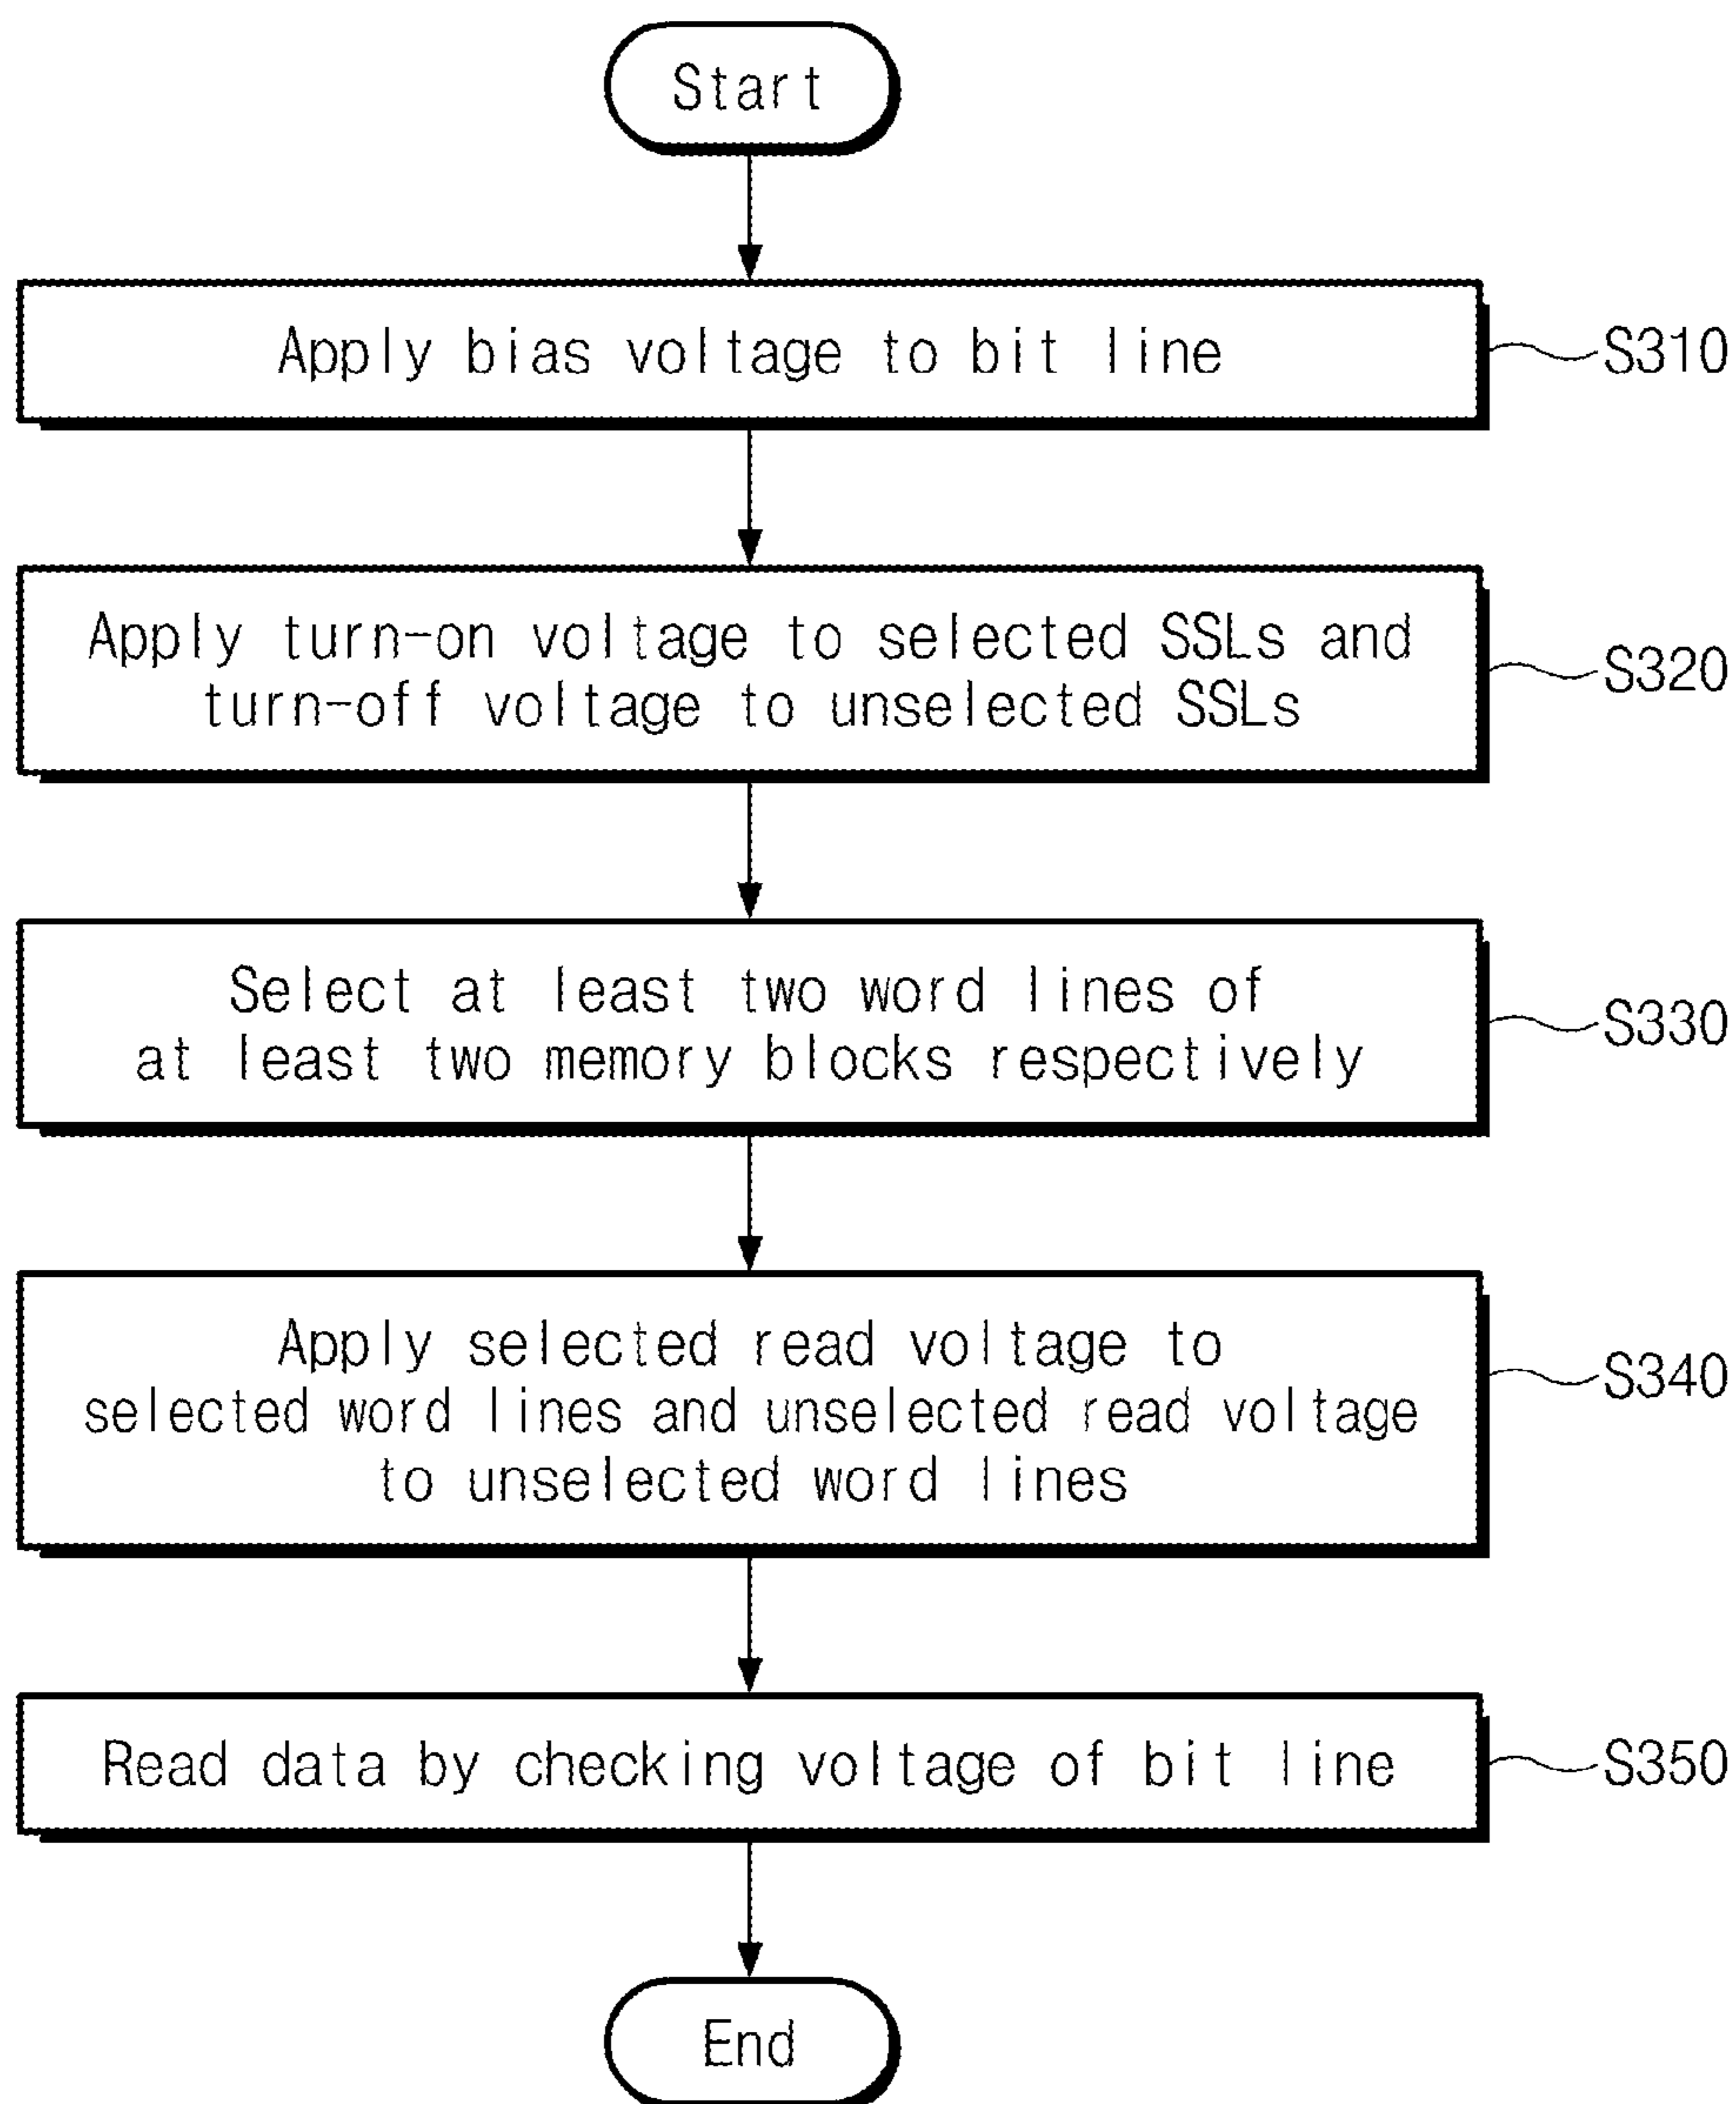 Start
Apply bias voltage to bit line
S310
Apply turn-on voltage to selected SSLs and
turn-off voltage to unselected SSLs
S320
Select at least two word lines of
at least two memory blocks respectively
S330
Apply selected read voltage to
selected word lines and unselected read voltage
to unselected word lines
S340
Read data by checking voltage of bit line
S350
End